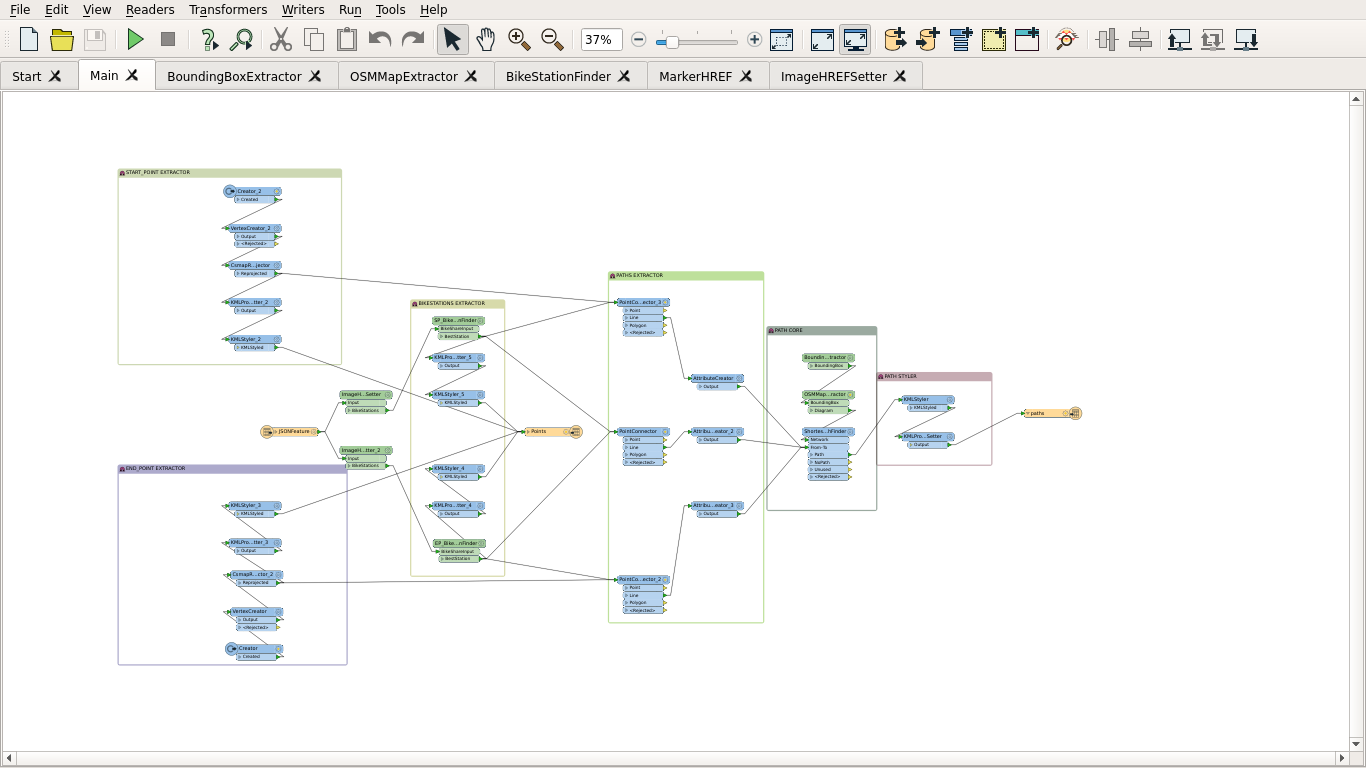 File Edit View Readers Transformers Writers Run Tools Help
37%
Start Main BoundingBoxExtractor OSMMapExtractor BikeStationFinder MarkerHREF ImageHREFSetter
START_POINT EXTRACTOR
Creator_2
Created
VertexCreator_2
Output
<Rejected>
CsmapR...jector
Reprojected
KMLPro...tter_2
Output
KMLStyler_2
KMLStyled
ImageH...Setter
Input
BikeStations
JSONFeature
ImageH...tter_2
Input
BikeStations
END_POINT EXTRACTOR
KMLStyler_3
KMLStyled
KMLPro...tter_3
Output
CsmapR...ctor_2
Reprojected
VertexCreator
Output
<Rejected>
Creator
Created
BIKESTATIONS EXTRACTOR
SP_Bike...nFinder
BikeShareInput
BestStation
KMLPro...tter_5
Output
KMLStyler_5
KMLStyled
Points
KMLStyler_4
KMLStyled
KMLPro...tter_4
Output
EP_Bike...nFinder
BikeShareInput
BestStation
PATHS EXTRACTOR
PointCo...ector_3
Point
Line
Polygon
<Rejected>
AttributeCreator
Output
PointConnector
Point
Line
Polygon
<Rejected>
Attribu...eator_2
Output
Attribu...eator_3
Output
PointCo...ector_2
Point
Line
Polygon
<Rejected>
PATH CORE
Boundin...tractor
BoundingBox
OSMMap...ractor
BoundingBox
Diagram
Shortes...hFinder
Network
From-To
Path
NoPath
Unused
<Rejected>
PATH STYLER
KMLStyler
KMLStyled
KMLPro...Setter
Output
paths